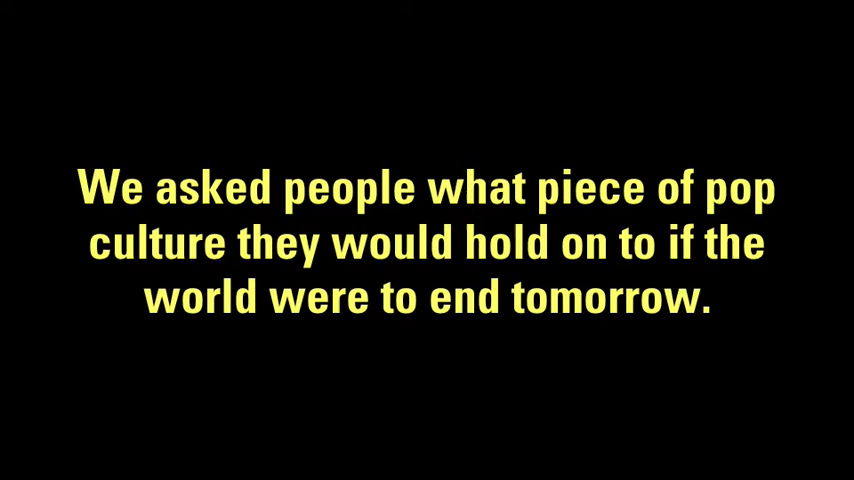 We asked people what piece of pop
culture they would hold on to if the
world were to end tomorrow.